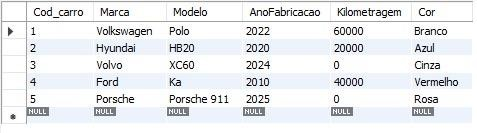 Cod_carro Marca Modelo AnoFabricacao Kilometragem Cor
1 Volkswagen Polo 2022 60000 Branco
2 Hyundai HB20 2020 20000 Azul
3 Volvo XC60 2024 0 Cinza
4 Ford Ka 2010 40000 Vermelho
5 Porsche Porsche 911 2025 0 Rosa
NULL NULL NULL NULL NULL NULL